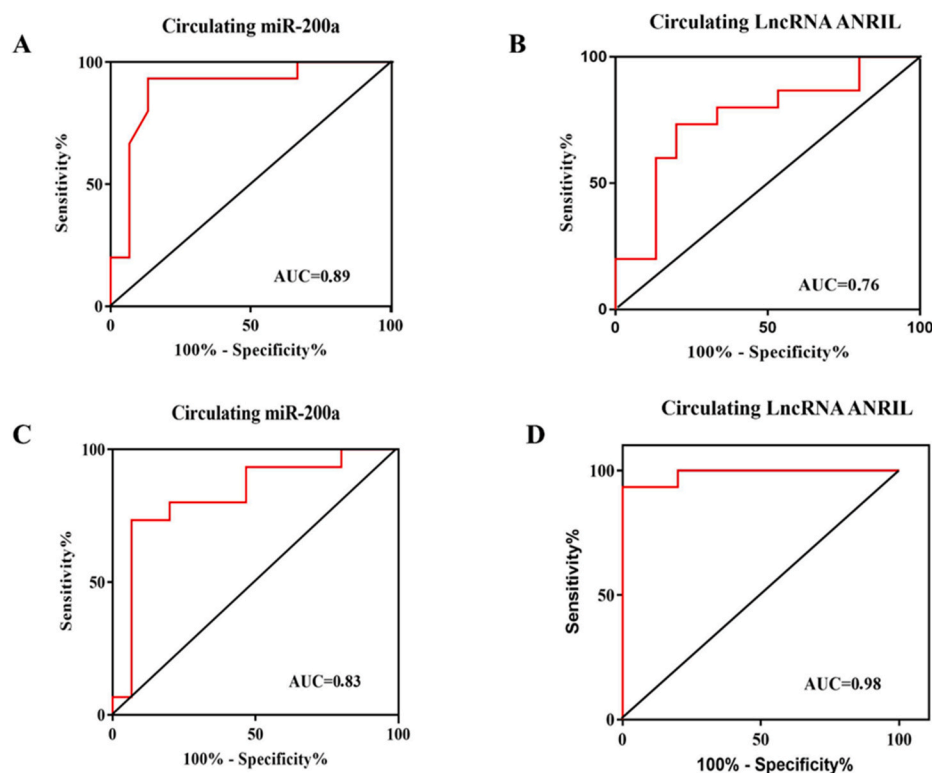 A
Circulating miR-200a
100
50
0
Sensitivity%
AUC=0.89
0
50
100
100% - Specificity%
B
Circulating LncRNA ANRIL
100
50
0
Sensitivity%
AUC=0.76
0
50
100
100% - Specificity%
C
Circulating miR-200a
100
50
0
Sensitivity%
AUC=0.83
0
50
100
100% - Specificity%
D
Circulating LncRNA ANRIL
100
50
0
Sensitivity%
AUC=0.98
0
50
100
100% - Specificity%